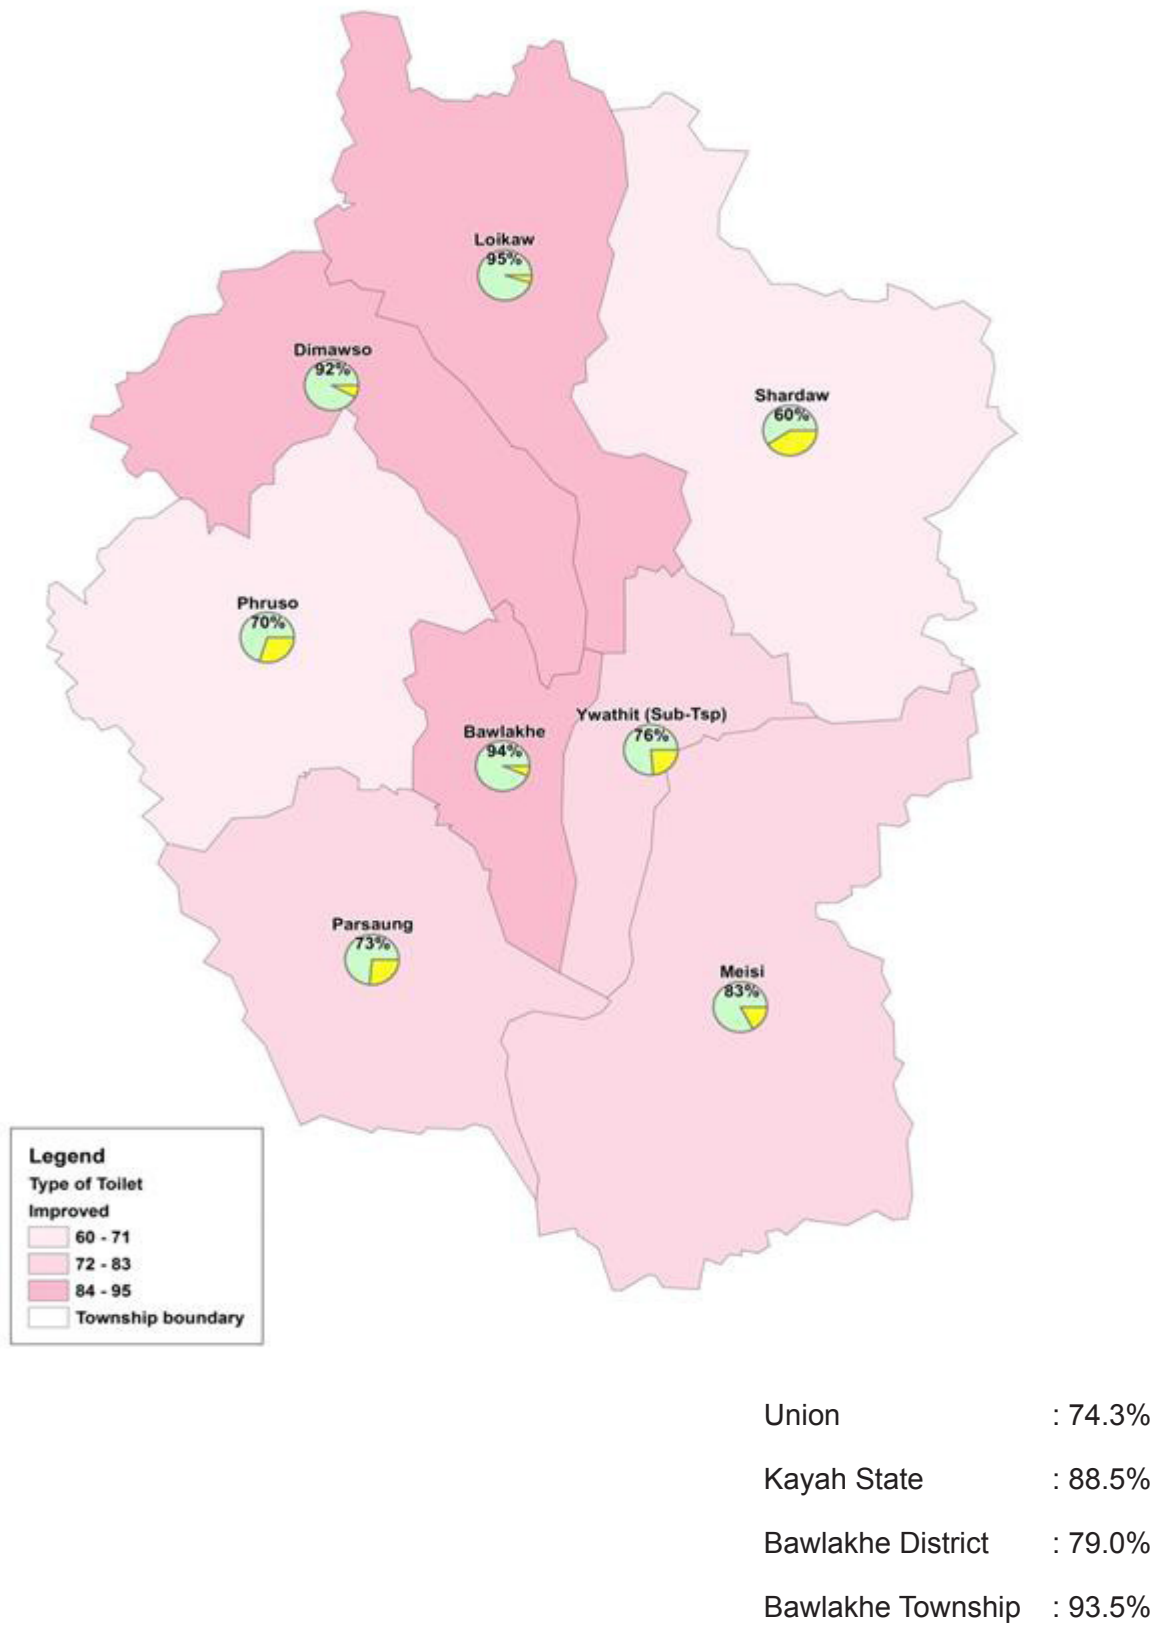 Loikaw
95%
Dimawso
92%
Shardaw
60%
Phruso
70%
Ywathit (Sub-Tsp)
76%
Bawlakhe
94%
Parsaung
73%
Meisi
83%
Legend
Type of Toilet
Improved
60 - 71
72 - 83
84 - 95
Township boundary
Union : 74.3%
Kayah State : 88.5%
Bawlakhe District : 79.0%
Bawlakhe Township : 93.5%